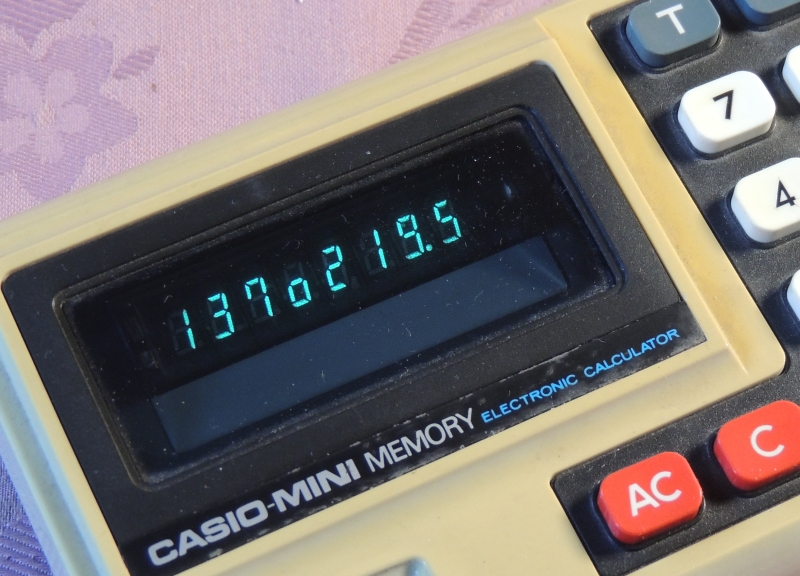 T
7
4
137o219.5
CASIO-MINI MEMORY ELECTRONIC CALCULATOR
AC
C